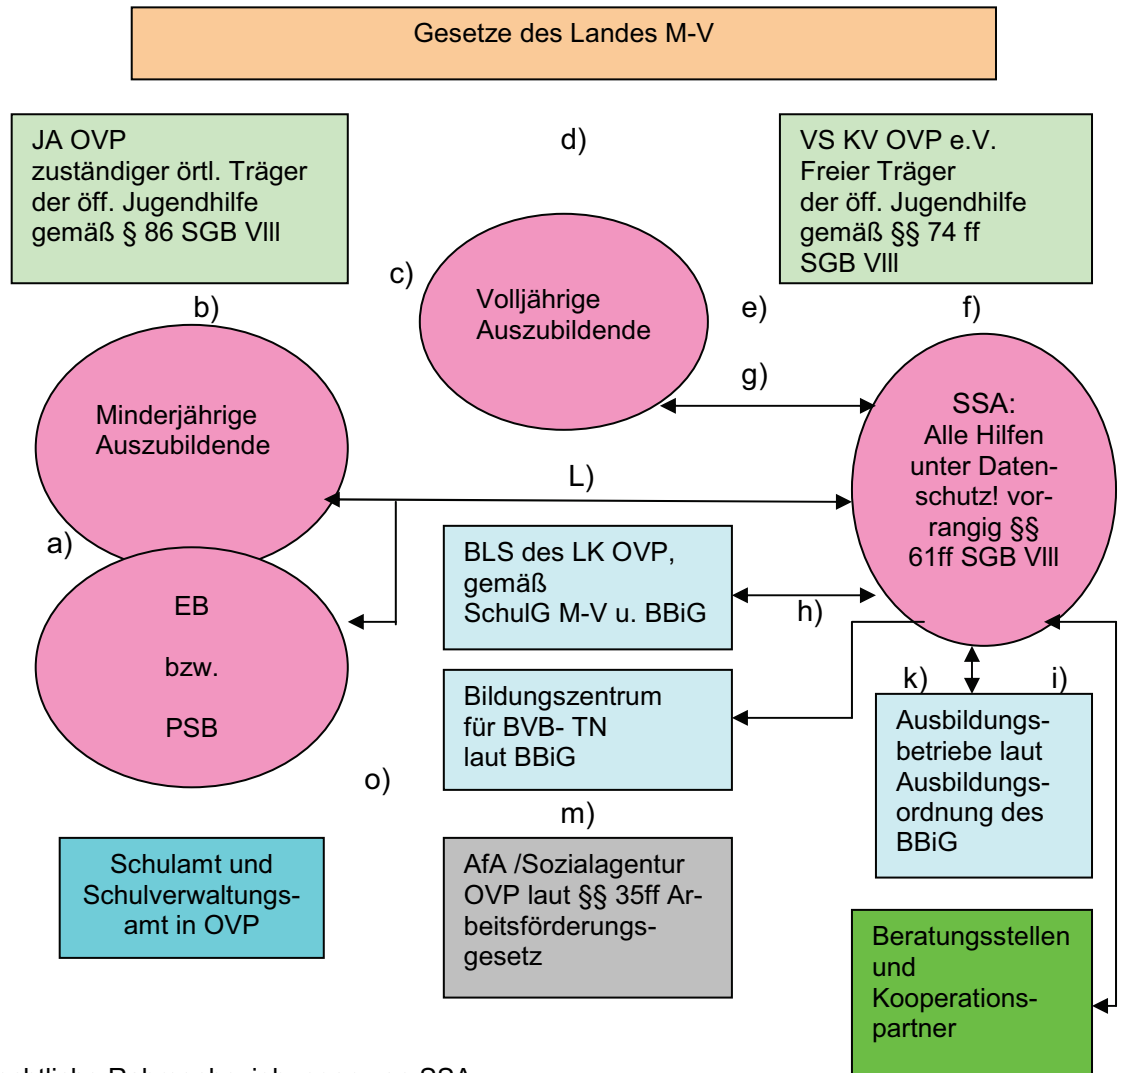 Gesetze des Landes M-V
JA OVP
zuständiger örtl. Träger
der öff. Jugendhilfe
gemäß § 86 SGB VIII
d)
VS KV OVP e.V.
Freier Träger
der öff. Jugendhilfe
gemäß §§ 74 ff
SGB VIII
c)
Volljährige
Auszubildende
b)
e)
f)
g)
Minderjährige
Auszubildende
SSA:
Alle Hilfen
unter Daten-
schutz! vor-
rangig §§
61ff SGB VIII
L)
a)
EB
bzw.
PSB
BLS des LK OVP,
gemäß
SchulG M-V u. BBiG
h)
Bildungszentrum
für BVB- TN
laut BBiG
k)
i)
Ausbildungs-
betriebe laut
Ausbildungs-
ordnung des
BBiG
o)
m)
Schulamt und
Schulverwaltungs-
amt in OVP
AfA /Sozialagentur
OVP laut §§ 35ff Ar-
beitsförderungs-
gesetz
Beratungsstellen
und
Kooperations-
partner